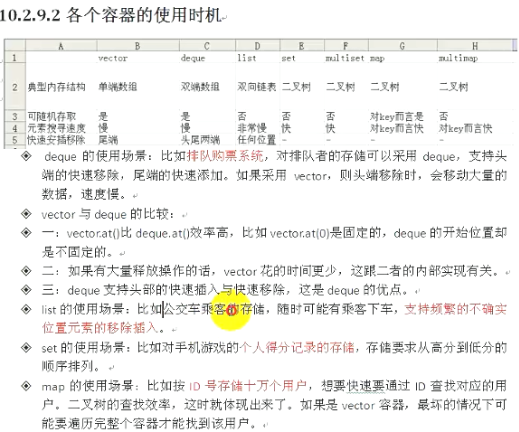 10.2.9.2 各个容器的使用时机
A B C D E F G H
1 vector deque list set multiset map multimap
2 典型内存结构 单端数组 双端数组 双向链表 二叉树 二叉树 二叉树 二叉树
3 可随机存取 是 是 否 否 否 对key而言是 否
4 元素搜寻速度 慢 慢 非常慢 快 快 对key而言快 对key而言快
5 快速安插移除 尾端 头尾两端 任何位置 - - - -
◈ deque 的使用场景：比如排队购票系统，对排队者的存储可以采用 deque，支持头
端的快速移除，尾端的快速添加。如果采用 vector，则头端移除时，会移动大量的
数据，速度慢。
◈ vector 与 deque 的比较：
◈ 一：vector.at()比 deque.at()效率高，比如 vector.at(0)是固定的，deque 的开始位置却
是不固定的。
◈ 二：如果有大量释放操作的话，vector 花的时间更少，这跟二者的内部实现有关。
◈ 三：deque 支持头部的快速插入与快速移除，这是 deque 的优点。
◈ list 的使用场景：比如公交车乘客的存储，随时可能有乘客下车，支持频繁的不确实
位置元素的移除插入。
◈ set 的使用场景：比如对手机游戏的个人得分记录的存储，存储要求从高分到低分的
顺序排列。
◈ map 的使用场景：比如按 ID 号存储十万个用户，想要快速要通过 ID 查找对应的用
户。二叉树的查找效率，这时就体现出来了。如果是 vector 容器，最坏的情况下可
能要遍历完整个容器才能找到该用户。